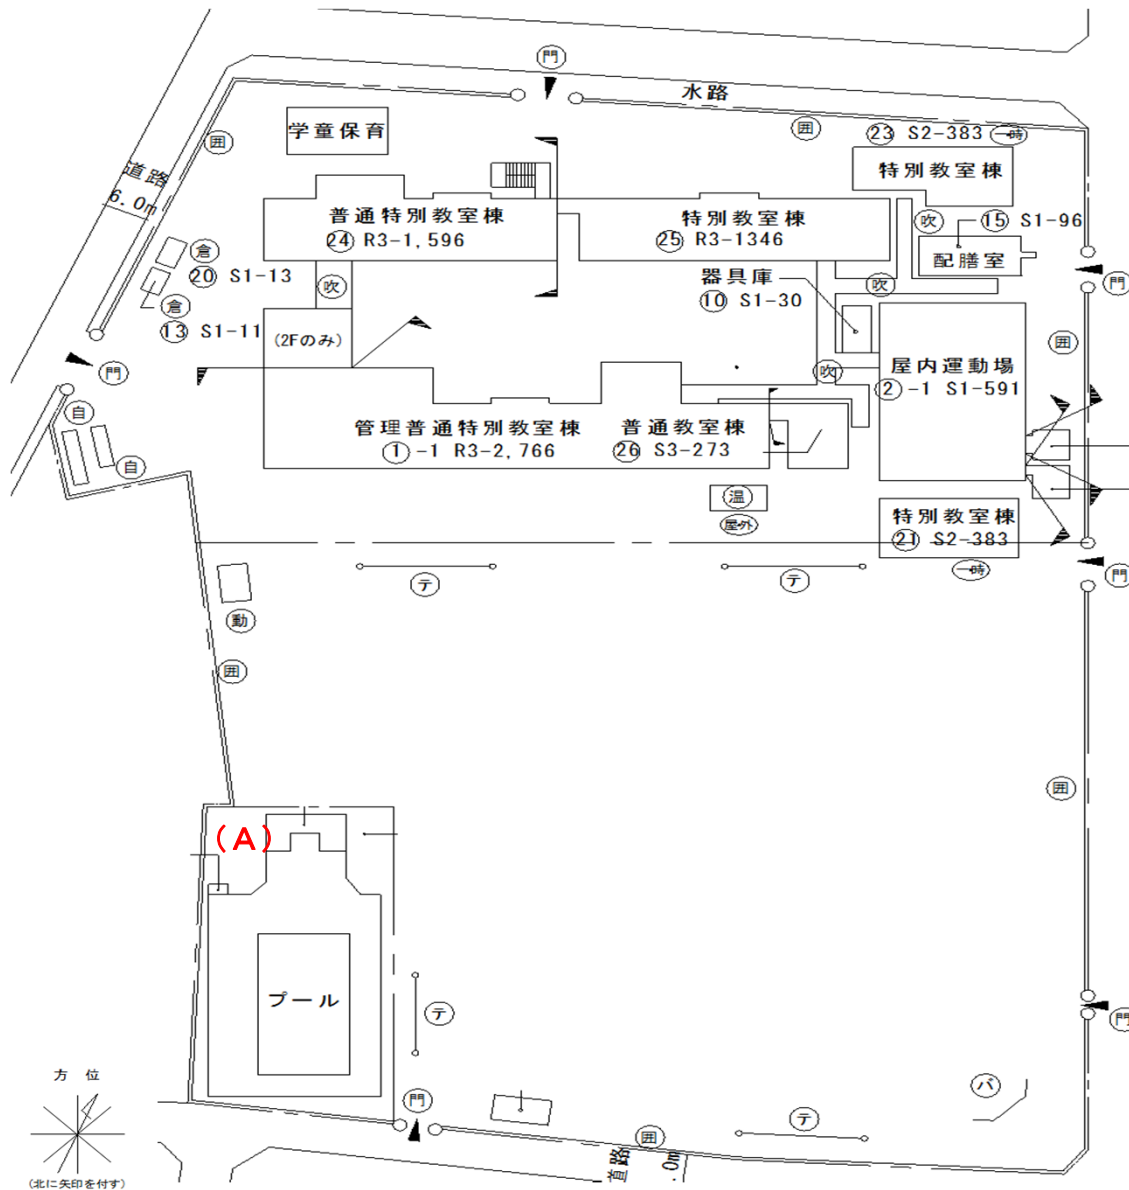 門
水路
囲
囲
学童保育
23 S2-383 一時
特別教室棟
道路
6.0m
普通特別教室棟
24 R3-1,596
特別教室棟
25 R3-1346
吹
15 S1-96
配膳室
倉
20 S1-13
倉
13 S1-11
吹
(2Fのみ)
器具庫
10 S1-30
吹
門
囲
門
吹
屋内運動場
2 -1 S1-591
自
自
管理普通特別教室棟
1 -1 R3-2,766
普通教室棟
26 S3-273
温
屋外
特別教室棟
21 S2-383
一時
テ
テ
門
動
囲
囲
(A)
プール
テ
門
門
バ
テ
囲
道路
.0m
方 位
(北に矢印を付す)